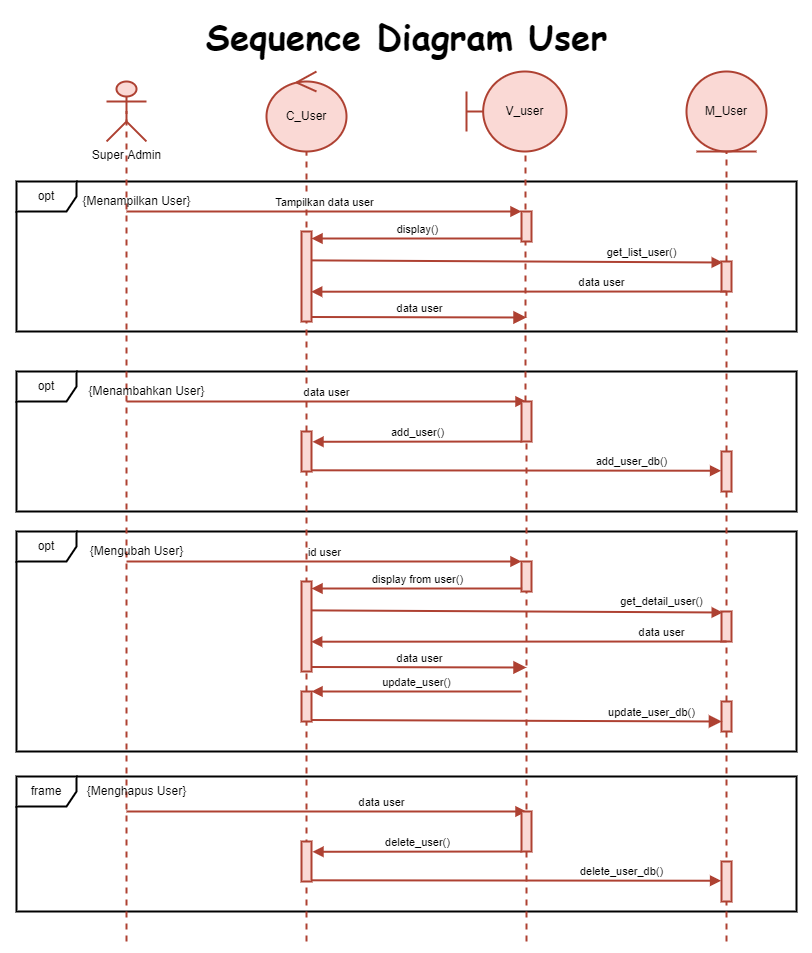 Sequence Diagram User
C_User
V_user
M_User
Super Admin
opt
{Menampilkan User}
Tampilkan data user
display()
get_list_user()
data user
data user
opt
{Menambahkan User}
data user
add_user()
add_user_db()
opt
{Mengubah User}
id user
display from user()
get_detail_user()
data user
data user
update_user()
update_user_db()
frame
{Menghapus User}
data user
delete_user()
delete_user_db()